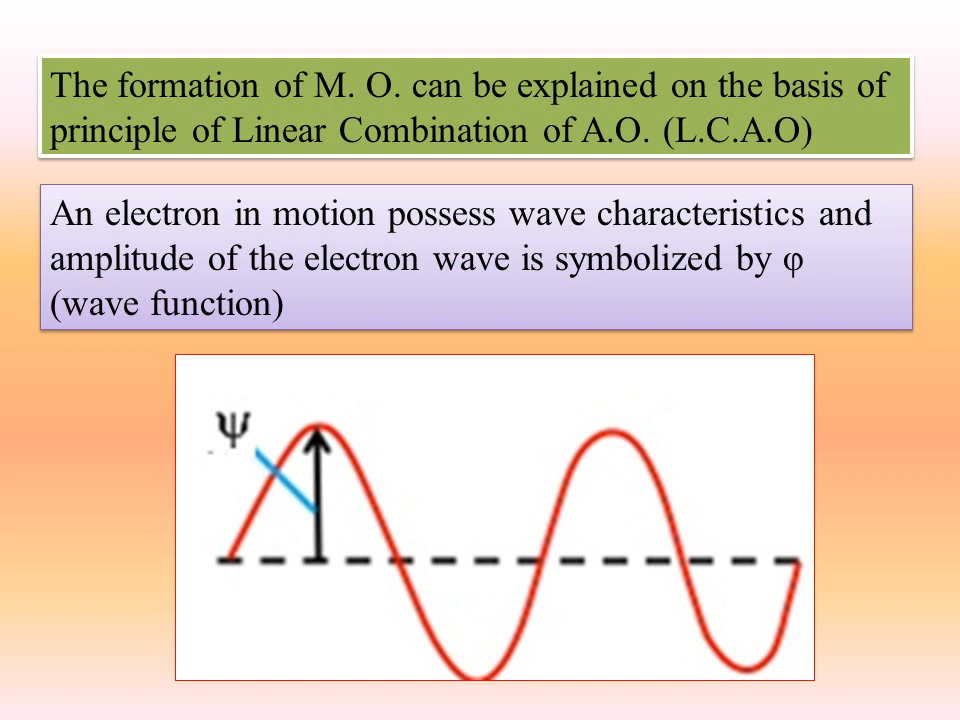 The formation of M. O. can be explained on the basis of
principle of Linear Combination of A.O. (L.C.A.O)
An electron in motion possess wave characteristics and
amplitude of the electron wave is symbolized by φ
(wave function)
ψ